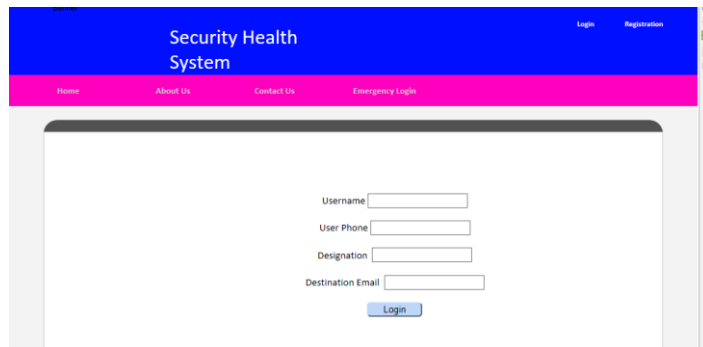 Login Registration
Security Health
System
Home About Us Contact Us Emergency Login
Username
User Phone
Designation
Destination Email
Login